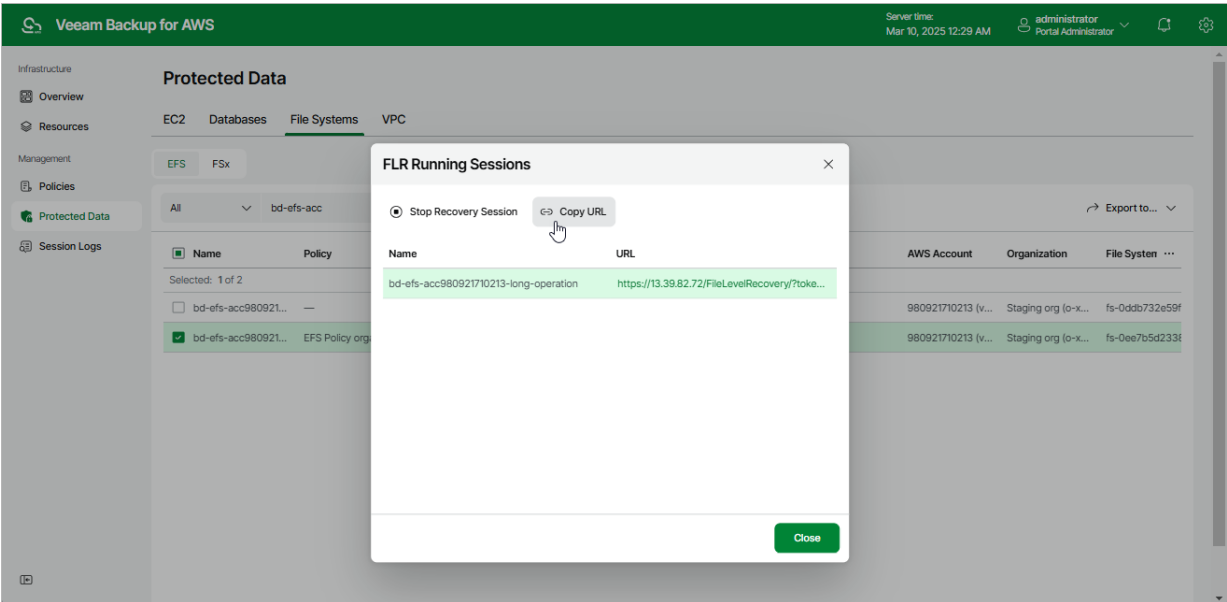 Veeam Backup for AWS
Server time:
Mar 10, 2025 12:29 AM
administrator
Portal Administrator
Infrastructure
Overview
Resources
Management
Policies
Protected Data
Session Logs
Protected Data
EC2 Databases File Systems VPC
EFS FSx
All bd-efs-acc Export to...
Name Policy AWS Account Organization File System ...
Selected: 1 of 2
bd-efs-acc980921... — 980921710213 (v... Staging org (o-x... fs-0ddb732e59f
bd-efs-acc980921... EFS Policy orga 980921710213 (v... Staging org (o-x... fs-0ee7b5d2338
FLR Running Sessions
Stop Recovery Session Copy URL
Name URL
bd-efs-acc980921710213-long-operation https://13.39.82.72/FileLevelRecovery/?toke...
Close